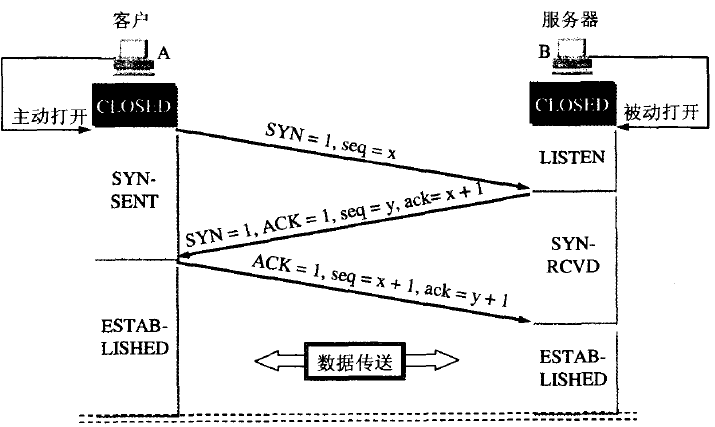 客户
服务器
A
B
CLOSED
CLOSED
主动打开
被动打开
SYN = 1, seq = x
LISTEN
SYN-
SENT
SYN = 1, ACK = 1, seq = y, ack= x + 1
SYN-
RCVD
ACK = 1, seq = x + 1, ack = y + 1
ESTAB-
LISHED
数据传送
ESTAB-
LISHED